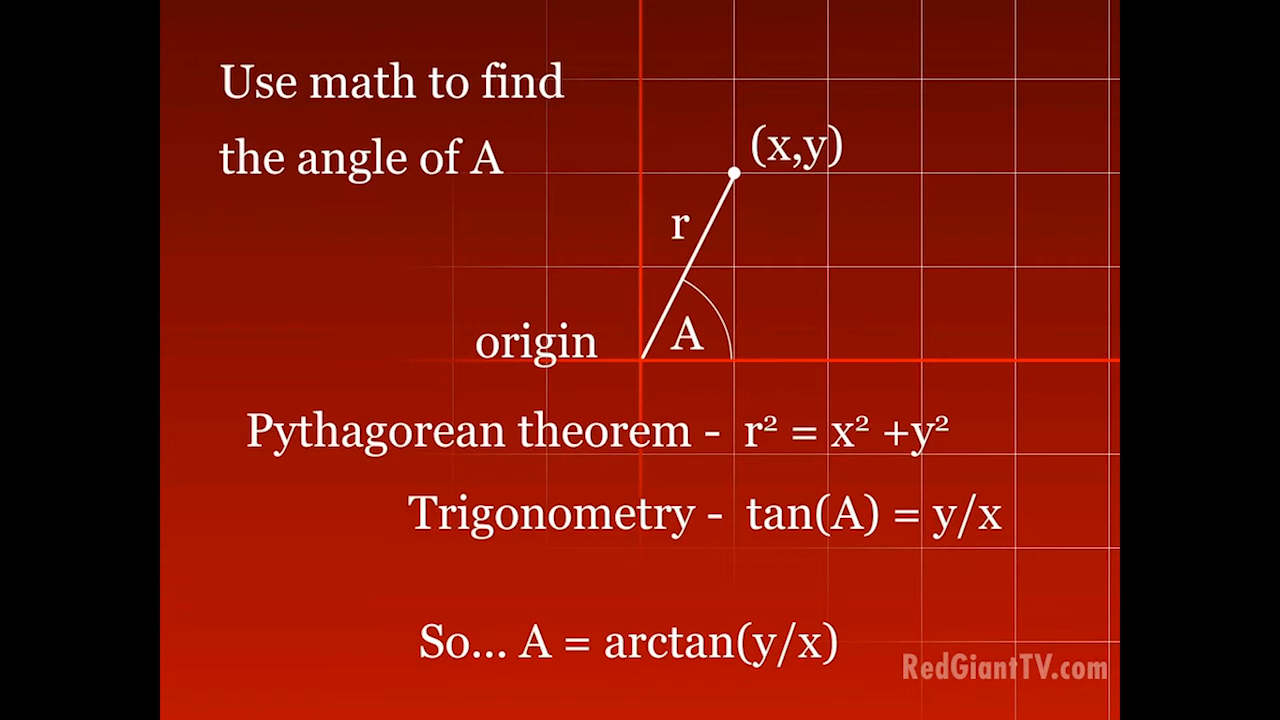 Use math to find
the angle of A
(x,y)
r
A
origin
Pythagorean theorem - r² = x² +y²
Trigonometry - tan(A) = y/x
So... A = arctan(y/x)
RedGiantTV.com